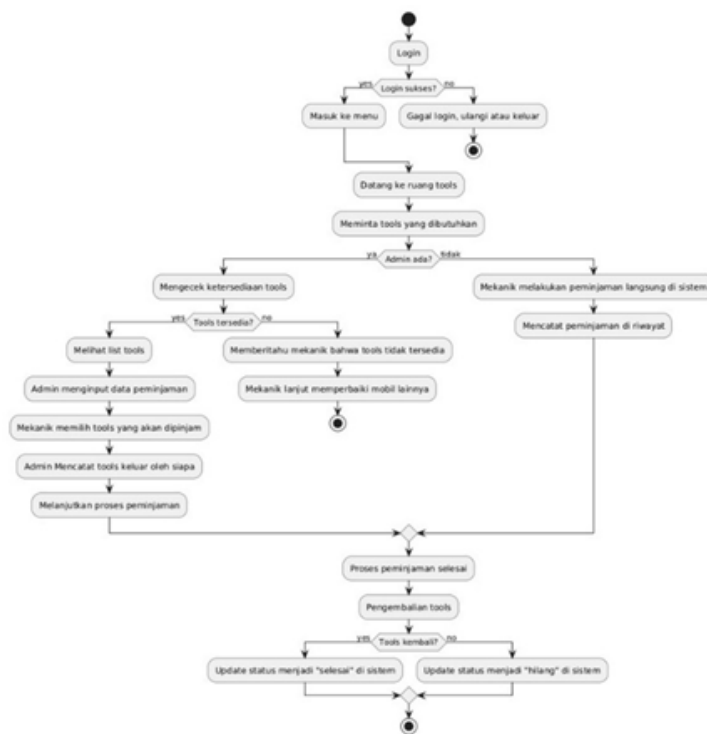 Login
yes
Login sukses?
no
Masuk ke menu
Gagal login, ulangi atau keluar
Datang ke ruang tools
Meminta tools yang dibutuhkan
ya
Admin ada?
tidak
Mengecek ketersediaan tools
Mekanik melakukan peminjaman langsung di sistem
yes
Tools tersedia?
no
Mencatat peminjaman di riwayat
Melihat list tools
Memberitahu mekanik bahwa tools tidak tersedia
Admin menginput data peminjaman
Mekanik lanjut memperbaiki mobil lainnya
Mekanik memilih tools yang akan dipinjam
Admin Mencatat tools keluar oleh siapa
Melanjutkan proses peminjaman
Proses peminjaman selesai
Pengembalian tools
yes
Tools kembali?
no
Update status menjadi "selesai" di sistem
Update status menjadi "hilang" di sistem